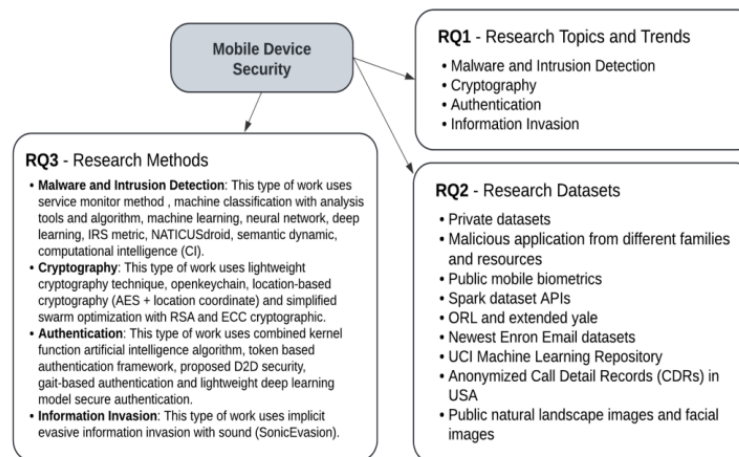 Mobile Device
Security
RQ1 - Research Topics and Trends
• Malware and Intrusion Detection
• Cryptography
• Authentication
• Information Invasion
RQ3 - Research Methods
• Malware and Intrusion Detection: This type of work uses
service monitor method , machine classification with analysis
tools and algorithm, machine learning, neural network, deep
learning, IRS metric, NATICUSdroid, semantic dynamic,
computational intelligence (CI).
• Cryptography: This type of work uses lightweight
cryptography technique, openkeychain, location-based
cryptography (AES + location coordinate) and simplified
swarm optimization with RSA and ECC cryptographic.
• Authentication: This type of work uses combined kernel
function artificial intelligence algorithm, token based
authentication framework, proposed D2D security,
gait-based authentication and lightweight deep learning
model secure authentication.
• Information Invasion: This type of work uses implicit
evasive information invasion with sound (SonicEvasion).
RQ2 - Research Datasets
• Private datasets
• Malicious application from different families
and resources
• Public mobile biometrics
• Spark dataset APIs
• ORL and extended yale
• Newest Enron Email datasets
• UCI Machine Learning Repository
• Anonymized Call Detail Records (CDRs) in
USA
• Public natural landscape images and facial
images